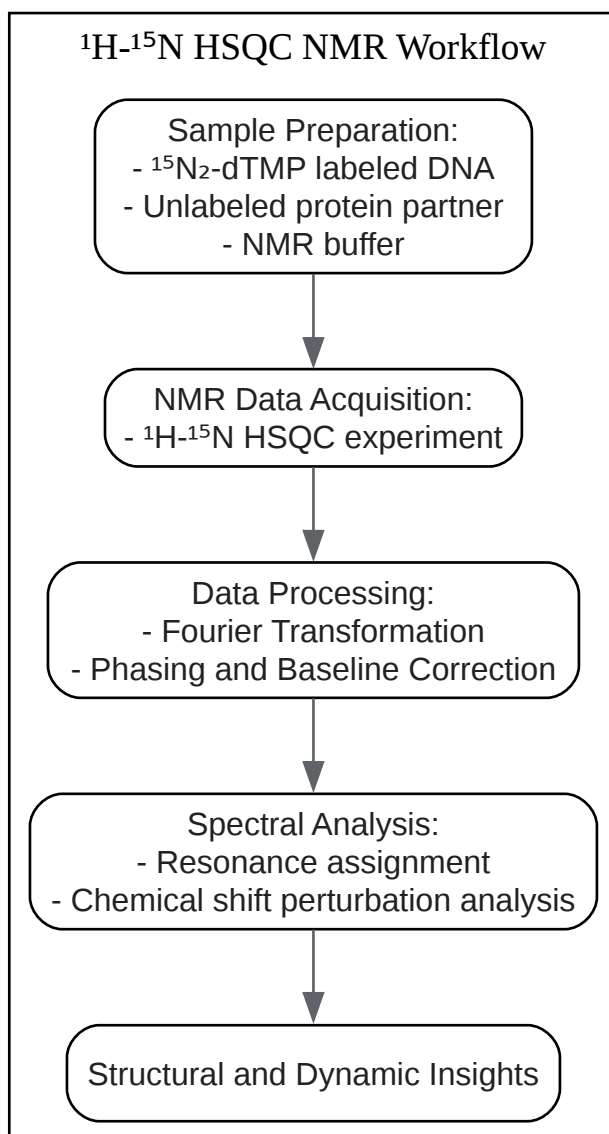 ¹H-¹⁵N HSQC NMR Workflow
Sample Preparation:
- ¹⁵N₂-dTMP labeled DNA
- Unlabeled protein partner
- NMR buffer
NMR Data Acquisition:
- ¹H-¹⁵N HSQC experiment
Data Processing:
- Fourier Transformation
- Phasing and Baseline Correction
Spectral Analysis:
- Resonance assignment
- Chemical shift perturbation analysis
Structural and Dynamic Insights